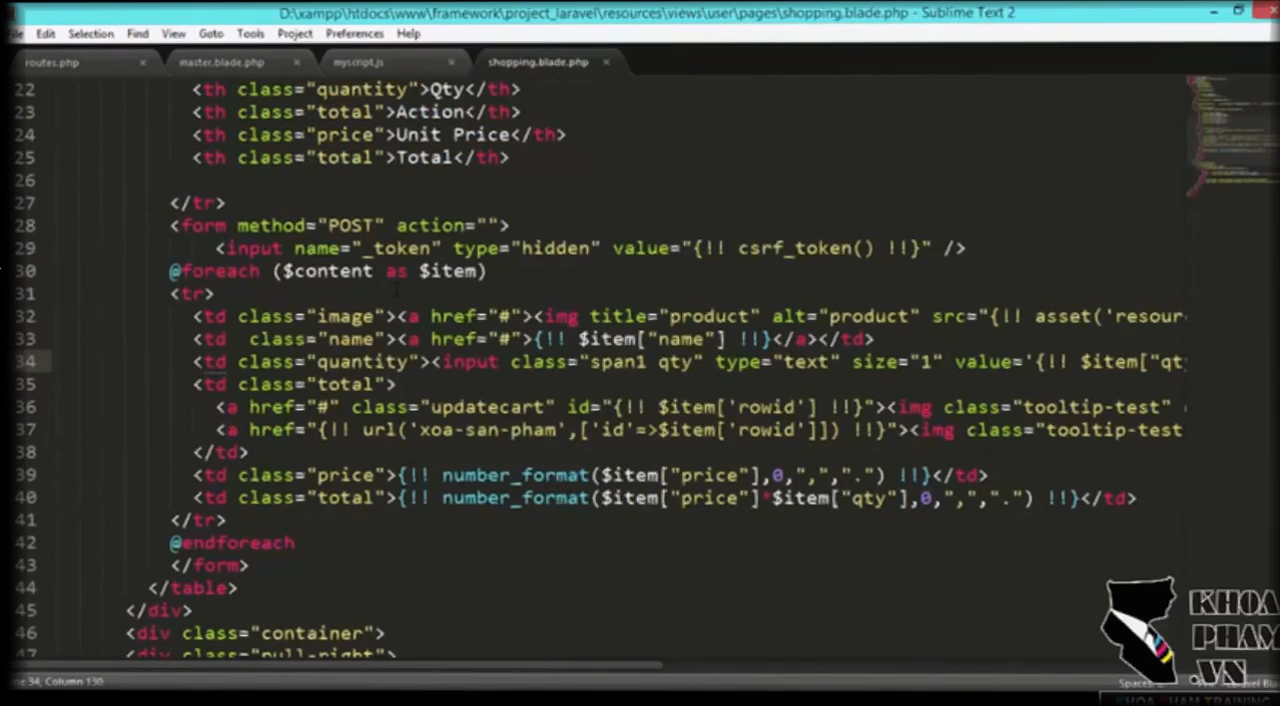 D:\xampp\htdocs\www\framework\project_laravel\resources\views\user\pages\shopping.blade.php - Sublime Text 2
Edit Selection Find View Goto Tools Project Preferences Help
routes.php master.blade.php myscript.js shopping.blade.php
22 <th class="quantity">Qty</th>
23 <th class="total">Action</th>
24 <th class="price">Unit Price</th>
25 <th class="total">Total</th>
26
27 </tr>
28 <form method="POST" action="">
29 <input name="_token" type="hidden" value="{!! csrf_token() !!}" />
30 @foreach ($content as $item)
31 <tr>
32 <td class="image"><a href="#"><img title="product" alt="product" src="{!! asset('resour
33 <td  class="name"><a href="#">{!! $item["name"] !!}</a></td>
34 <td class="quantity"><input class="span1 qty" type="text" size="1" value='{!! $item["qt
35 <td class="total">
36 <a href="#" class="updatecart" id="{!! $item['rowid'] !!}"><img class="tooltip-test"
37 <a href="{!! url('xoa-san-pham',['id'=>$item['rowid']]) !!}"><img class="tooltip-test
38 </td>
39 <td class="price">{!! number_format($item["price"],0,",",".") !!}</td>
40 <td class="total">{!! number_format($item["price"]*$item["qty"],0,",",".") !!}</td>
41 </tr>
42 @endforeach
43 </form>
44 </table>
45 </div>
46 <div class="container">
47 <div class="pull-right">
34, Column 130
KHOA
PHAM
.VN